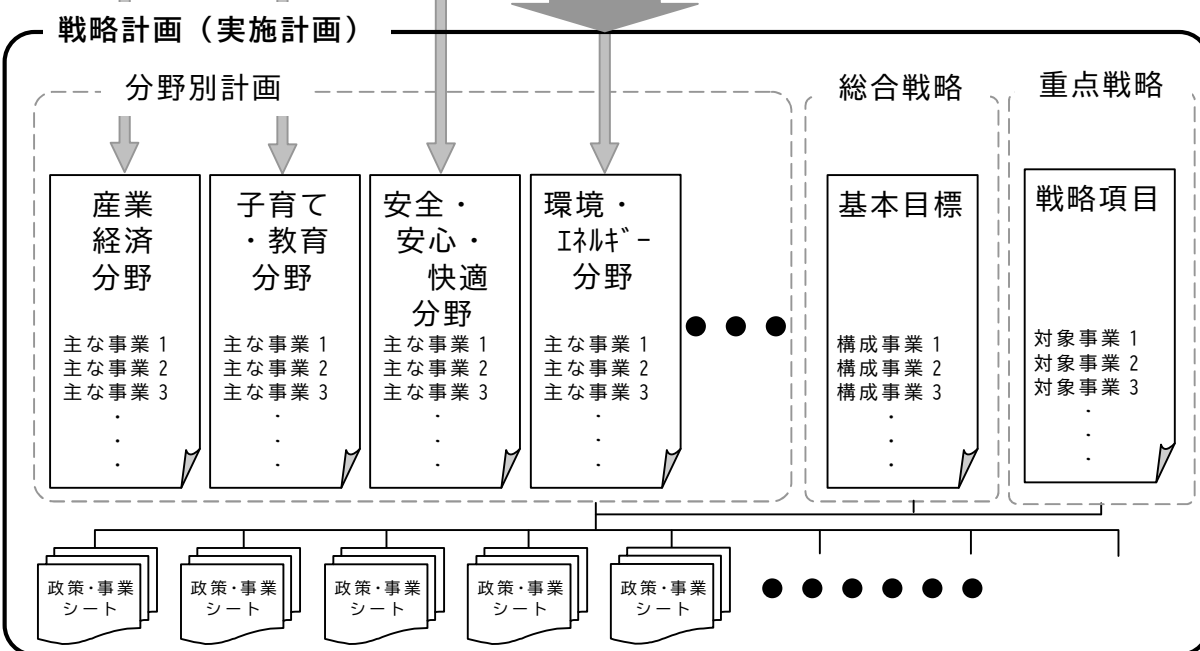 戦略計画（実施計画）
分野別計画
総合戦略
重点戦略
産業
経済
分野
主な事業1
主な事業2
主な事業3
・
・
・
子育て
・教育
分野
主な事業1
主な事業2
主な事業3
・
・
・
安全・
安心・
快適
分野
主な事業1
主な事業2
主な事業3
・
・
・
環境・
ｴﾈﾙｷﾞｰ
分野
主な事業1
主な事業2
主な事業3
・
・
・
●●●
基本目標
構成事業1
構成事業2
構成事業3
・
・
・
戦略項目
対象事業1
対象事業2
対象事業3
・
・
・
政策・事業
シート
政策・事業
シート
政策・事業
シート
政策・事業
シート
政策・事業
シート
●●●●●●